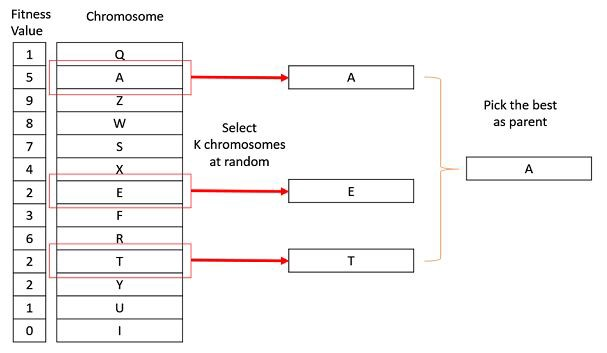 Fitness
Value
Chromosome
1 Q
5 A A
9 Z
8 W
7 S
4 X
2 E E
3 F
6 R
2 T T
2 Y
1 U
0 I
Select
K chromosomes
at random
Pick the best
as parent
A